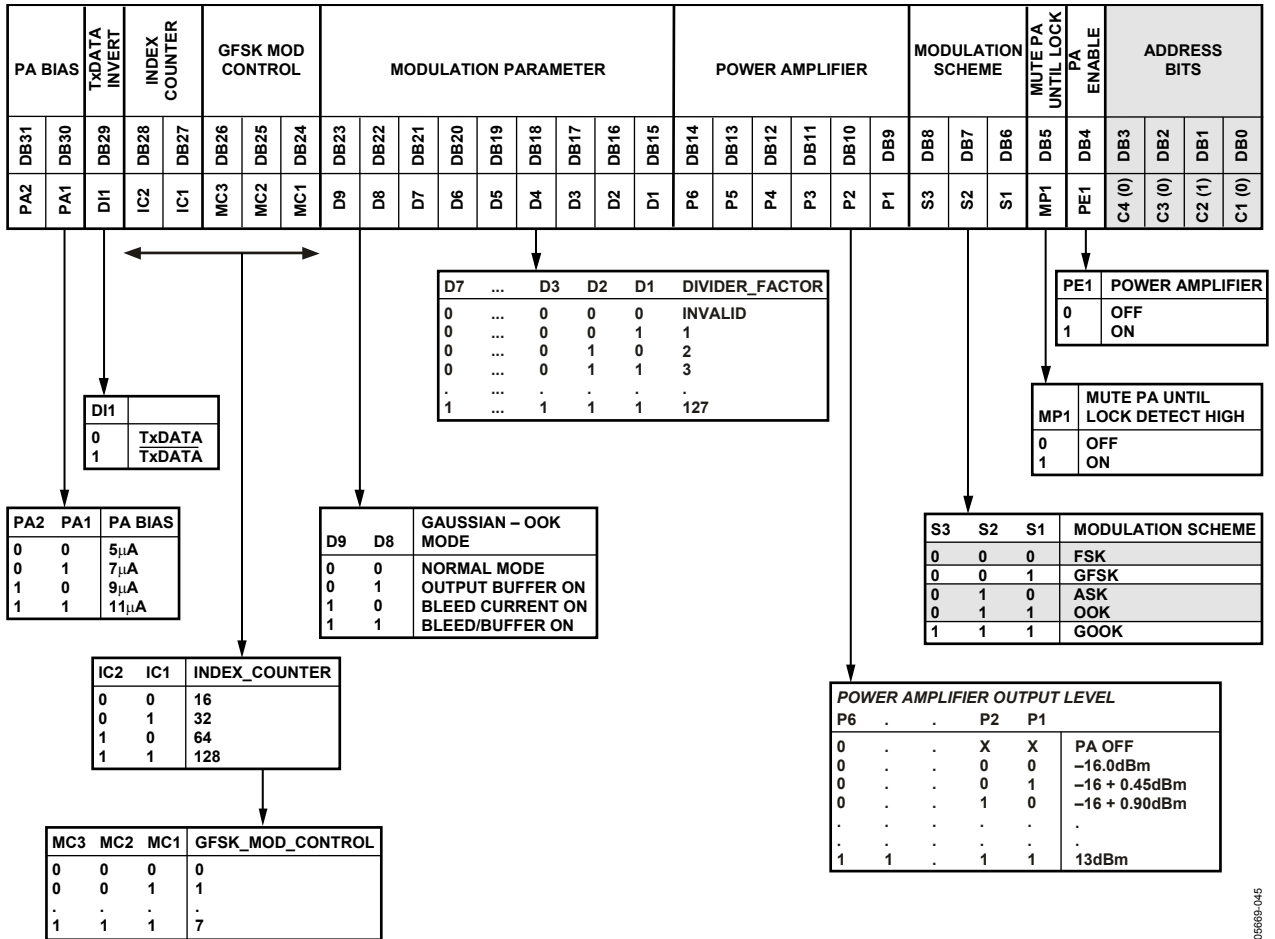 PA BIAS
TxDATA
INVERT
INDEX
COUNTER
GFSK MOD
CONTROL
MODULATION PARAMETER
POWER AMPLIFIER
MODULATION
SCHEME
MUTE PA
UNTIL LOCK
PA
ENABLE
ADDRESS
BITS
DB31 DB30 DB29 DB28 DB27 DB26 DB25 DB24 DB23 DB22 DB21 DB20 DB19 DB18 DB17 DB16 DB15 DB14 DB13 DB12 DB11 DB10 DB9 DB8 DB7 DB6 DB5 DB4 DB3 DB2 DB1 DB0
PA2 PA1 DI1 IC2 IC1 MC3 MC2 MC1 D9 D8 D7 D6 D5 D4 D3 D2 D1 P6 P5 P4 P3 P2 P1 S3 S2 S1 MP1 PE1 C4 (0) C3 (0) C2 (1) C1 (0)
D7 ... D3 D2 D1 DIVIDER_FACTOR
0 ... 0 0 0 INVALID
0 ... 0 0 1 1
0 ... 0 1 0 2
0 ... 0 1 1 3
. ... . . . .
1 ... 1 1 1 127
PE1 POWER AMPLIFIER
0 OFF
1 ON
MP1 MUTE PA UNTIL
LOCK DETECT HIGH
0 OFF
1 ON
DI1
0 TxDATA
1 TxDATA
PA2 PA1 PA BIAS
0 0 5μA
0 1 7μA
1 0 9μA
1 1 11μA
D9 D8 GAUSSIAN – OOK
MODE
0 0 NORMAL MODE
0 1 OUTPUT BUFFER ON
1 0 BLEED CURRENT ON
1 1 BLEED/BUFFER ON
S3 S2 S1 MODULATION SCHEME
0 0 0 FSK
0 0 1 GFSK
0 1 0 ASK
0 1 1 OOK
1 1 1 GOOK
IC2 IC1 INDEX_COUNTER
0 0 16
0 1 32
1 0 64
1 1 128
POWER AMPLIFIER OUTPUT LEVEL
P6 . . P2 P1
0 . . X X PA OFF
0 . . 0 0 –16.0dBm
0 . . 0 1 –16 + 0.45dBm
0 . . 1 0 –16 + 0.90dBm
. . . . . .
. . . . . .
1 1 . 1 1 13dBm
MC3 MC2 MC1 GFSK_MOD_CONTROL
0 0 0 0
0 0 1 1
. . . .
1 1 1 7
05669-045